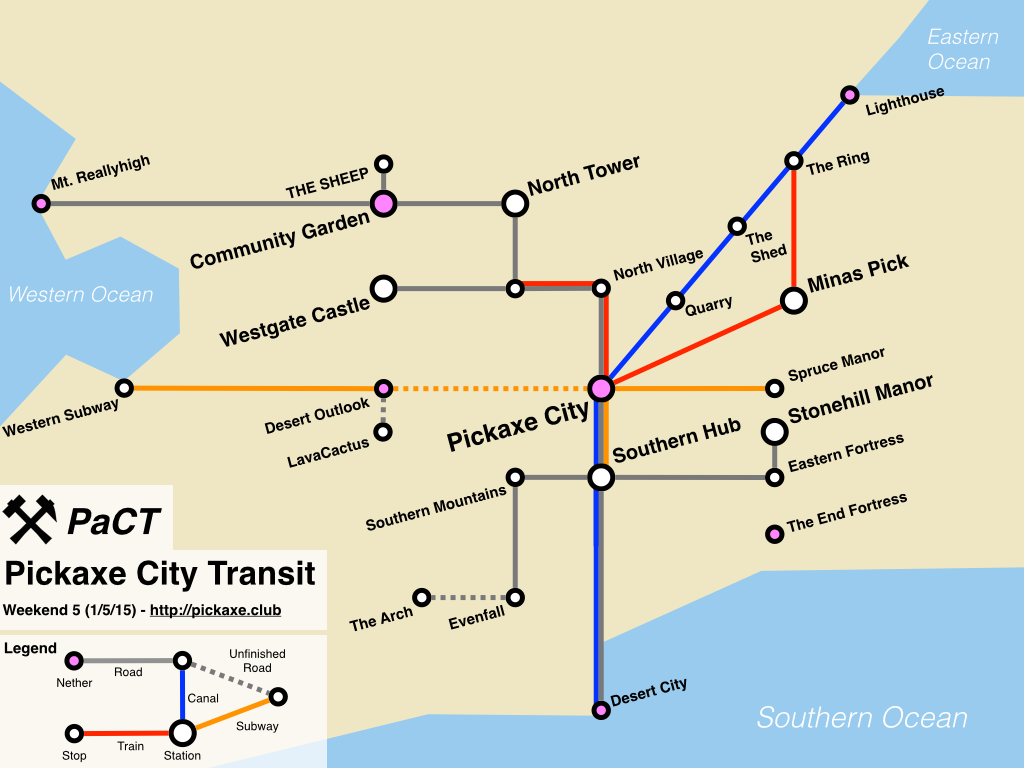 Eastern
Ocean
Lighthouse
Mt. Reallyhigh
THE SHEEP
North Tower
The Ring
Community Garden
The
Shed
North Village
Minas Pick
Western Ocean
Westgate Castle
Quarry
Spruce Manor
Western Subway
Desert Outlook
Pickaxe City
Stonehill Manor
LavaCactus
Southern Hub
Eastern Fortress
Southern Mountains
PaCT
The End Fortress
Pickaxe City Transit
Weekend 5 (1/5/15) - http://pickaxe.club
The Arch
Evenfall
Legend
Unfinished
Road
Road
Nether
Canal
Subway
Train
Stop
Station
Desert City
Southern Ocean